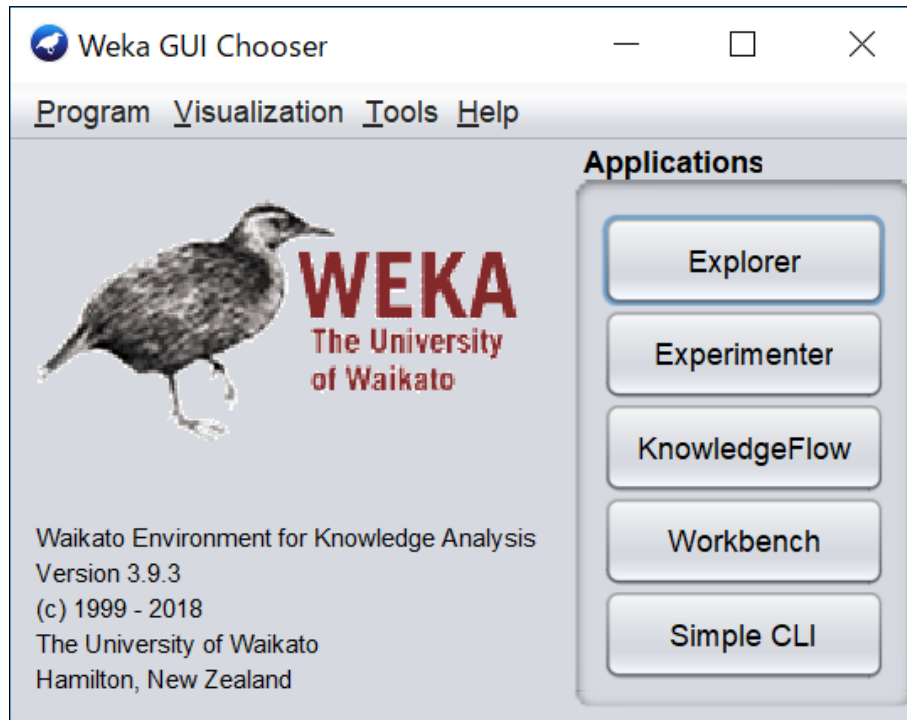 Weka GUI Chooser
Program Visualization Tools Help
Applications
WEKA
The University
of Waikato
Explorer
Experimenter
KnowledgeFlow
Workbench
Simple CLI
Waikato Environment for Knowledge Analysis
Version 3.9.3
(c) 1999 - 2018
The University of Waikato
Hamilton, New Zealand